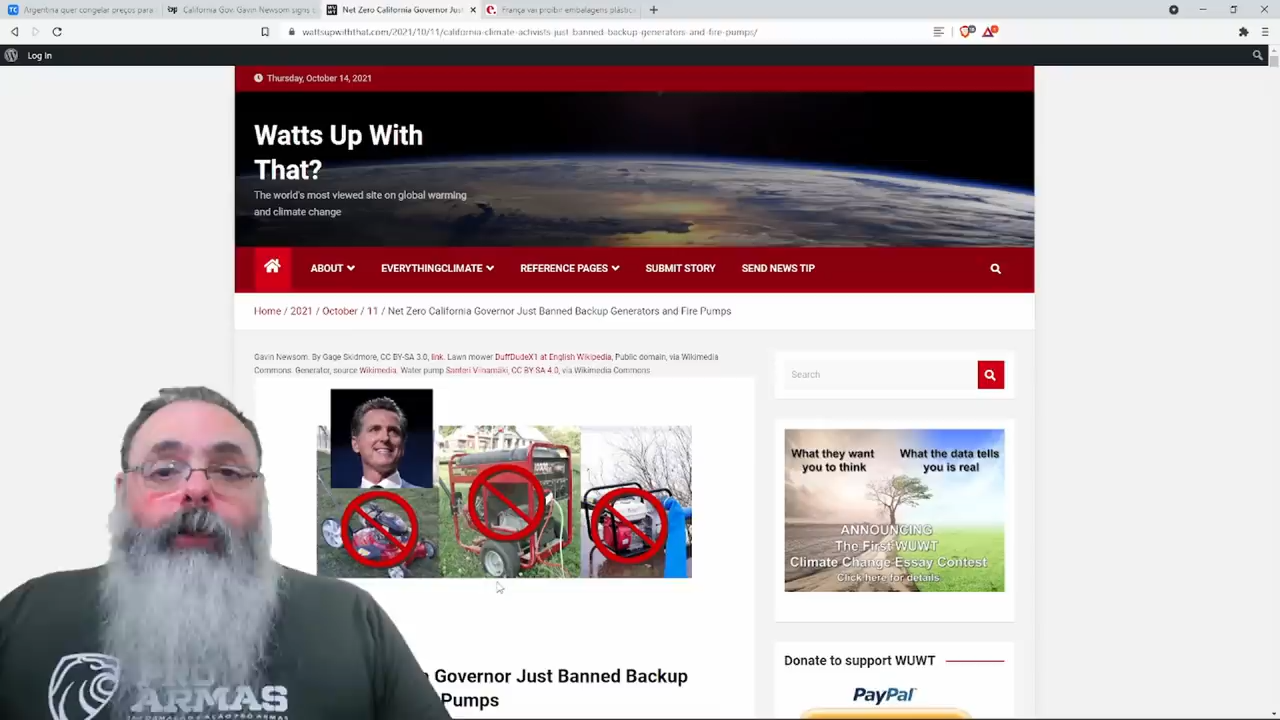 Argentina quer congelar preços para
California Gov. Gavin Newsom signs l
Net Zero California Governor Just
França vai proibir embalagens plástic
wattsupwiththat.com/2021/10/11/california-climate-activists-just-banned-backup-generators-and-fire-pumps/
Log In
Thursday, October 14, 2021
Watts Up With
That?
The world's most viewed site on global warming
and climate change
ABOUT
EVERYTHINGCLIMATE
REFERENCE PAGES
SUBMIT STORY
SEND NEWS TIP
Home / 2021 / October / 11 / Net Zero California Governor Just Banned Backup Generators and Fire Pumps
Gavin Newsom. By Gage Skidmore, CC BY-SA 3.0, link. Lawn mower DuffDudeX1 at English Wikipedia, Public domain, via Wikimedia
Commons. Generator, source Wikimedia. Water pump Santeri Viinamäki, CC BY SA 4.0, via Wikimedia Commons
Search
What they want
you to think
What the data tells
you is real
ANNOUNCING
The First WUWT
Climate Change Essay Contest
Click here for details
Governor Just Banned Backup
Pumps
Donate to support WUWT
PayPal
ARMAS